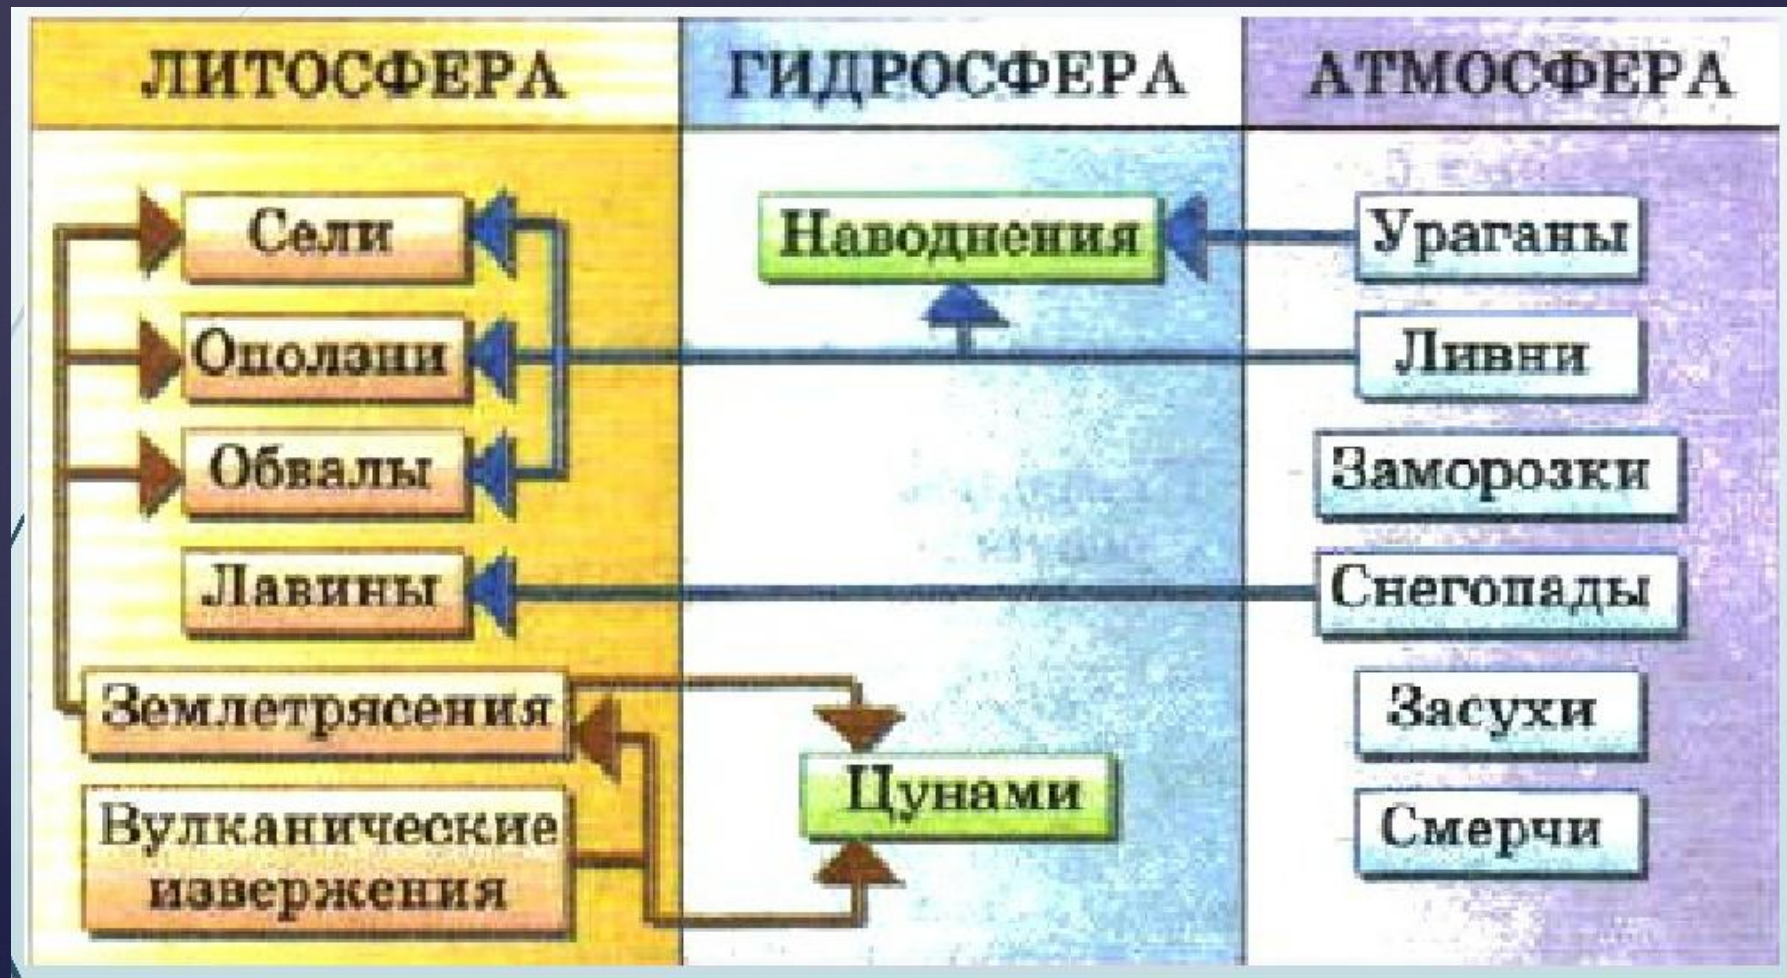 ЛИТОСФЕРА
ГИДРОСФЕРА
АТМОСФЕРА
Сели
Оползни
Обвалы
Лавины
Землетрясения
Вулканические
извержения
Наводнения
Цунами
Ураганы
Ливни
Заморозки
Снегопады
Засухи
Смерчи